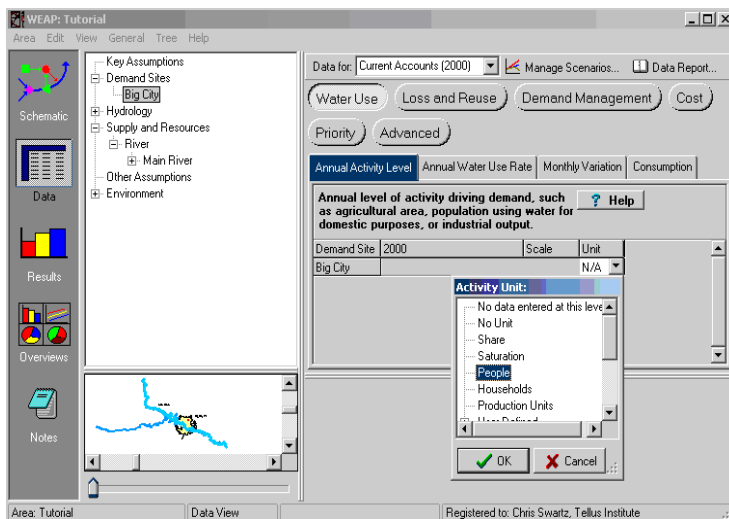 WEAP: Tutorial
Area Edit View General Tree Help
Schematic
Data
Results
Overviews
Notes
Key Assumptions
Demand Sites
Big City
Hydrology
Supply and Resources
River
Main River
Other Assumptions
Environment
Data for: Current Accounts (2000) Manage Scenarios... Data Report...
Water Use Loss and Reuse Demand Management Cost
Priority Advanced
Annual Activity Level Annual Water Use Rate Monthly Variation Consumption
Annual level of activity driving demand, such
as agricultural area, population using water for
domestic purposes, or industrial output.
? Help
Demand Site 2000 Scale Unit
Big City N/A
Activity Unit:
No data entered at this leve
No Unit
Share
Saturation
People
Households
Production Units
User Defined
OK Cancel
Area: Tutorial Data View Registered to: Chris Swartz, Tellus Institute